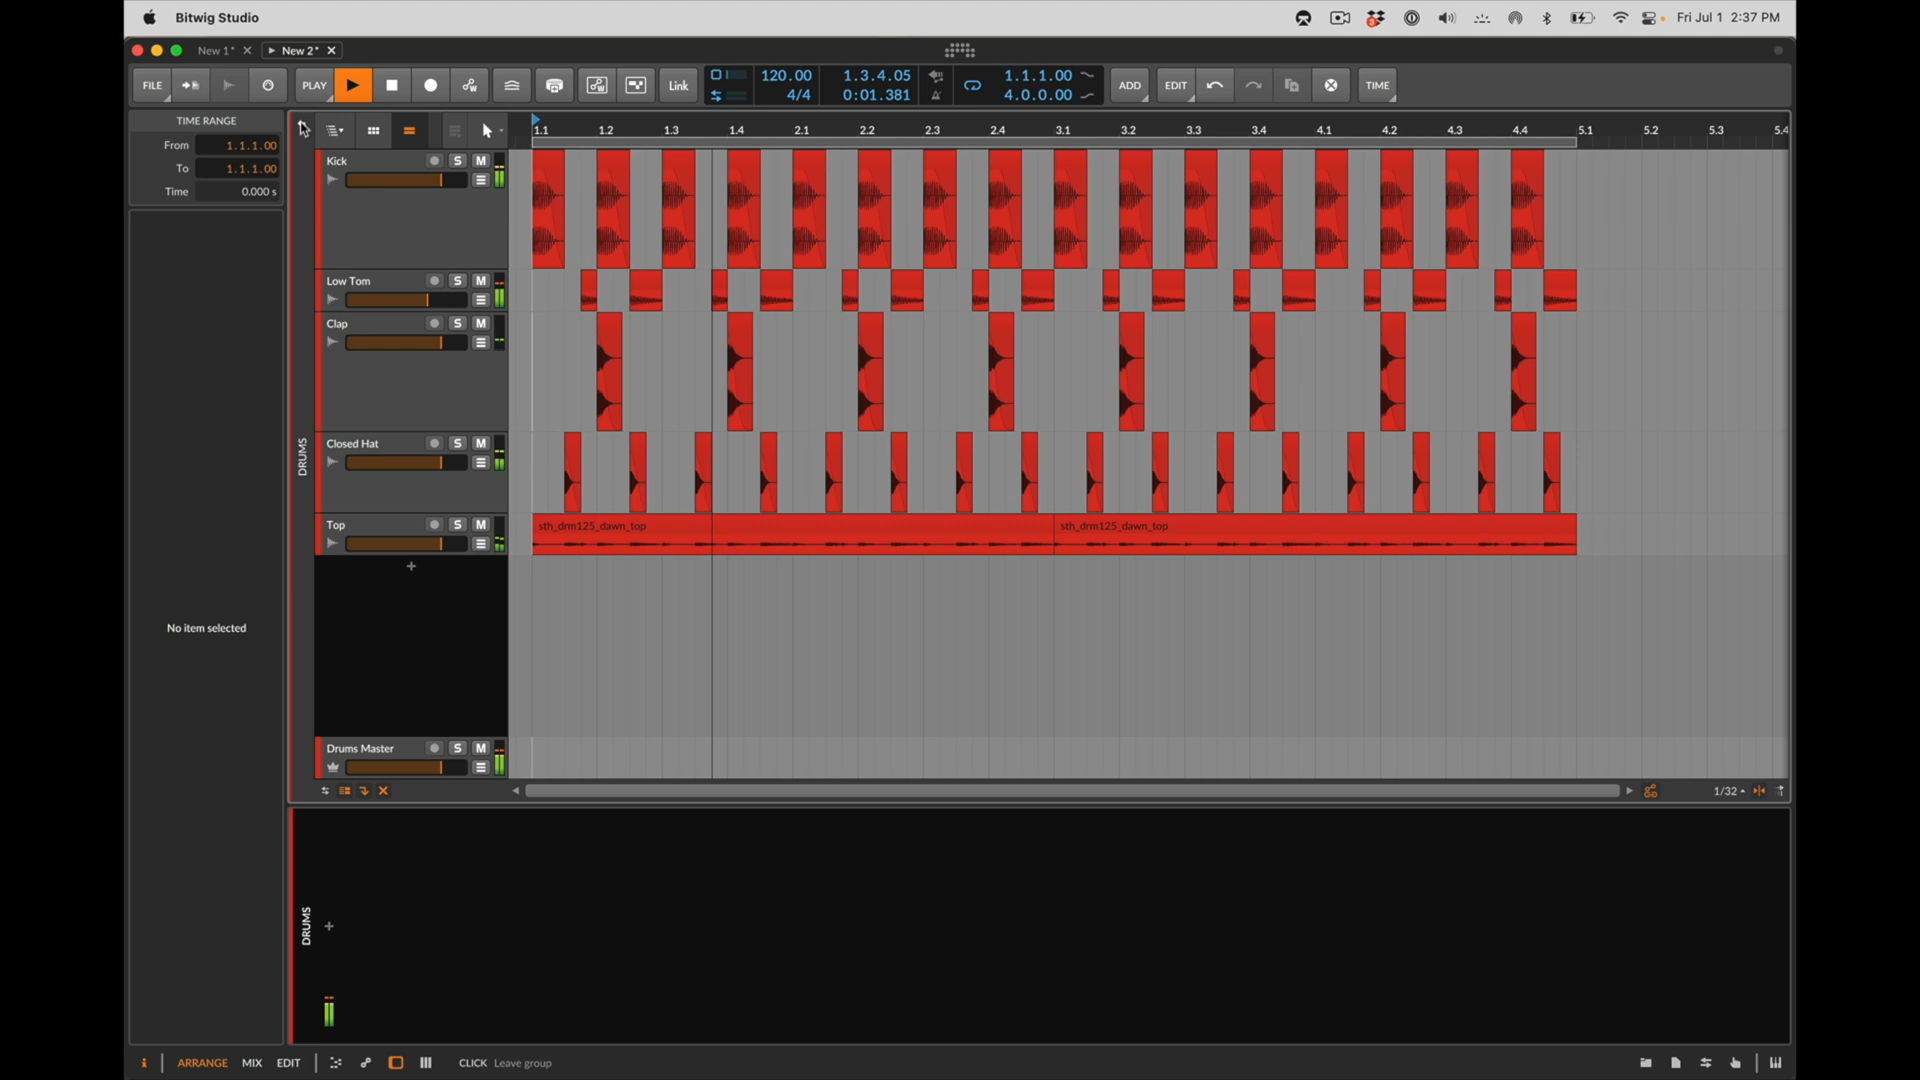 Bitwig Studio
3
Fri Jul 1 2:37 PM
New 1*
New 2*
FILE
PLAY
Link
120.00
4/4
1.3.4.05
0:01.381
1.1.1.00
4.0.0.00
ADD
EDIT
TIME
TIME RANGE
From 1.1.1.00
To 1.1.1.00
Time 0.000 s
No item selected
1.1 1.2 1.3 1.4 2.1 2.2 2.3 2.4 3.1 3.2 3.3 3.4 4.1 4.2 4.3 4.4 5.1 5.2 5.3 5.4
DRUMS
Kick S M
Low Tom S M
Clap S M
Closed Hat S M
Top S M
sth_drm125_dawn_top
sth_drm125_dawn_top
+
Drums Master S M
1/32
DRUMS
+
i ARRANGE MIX EDIT CLICK Leave group